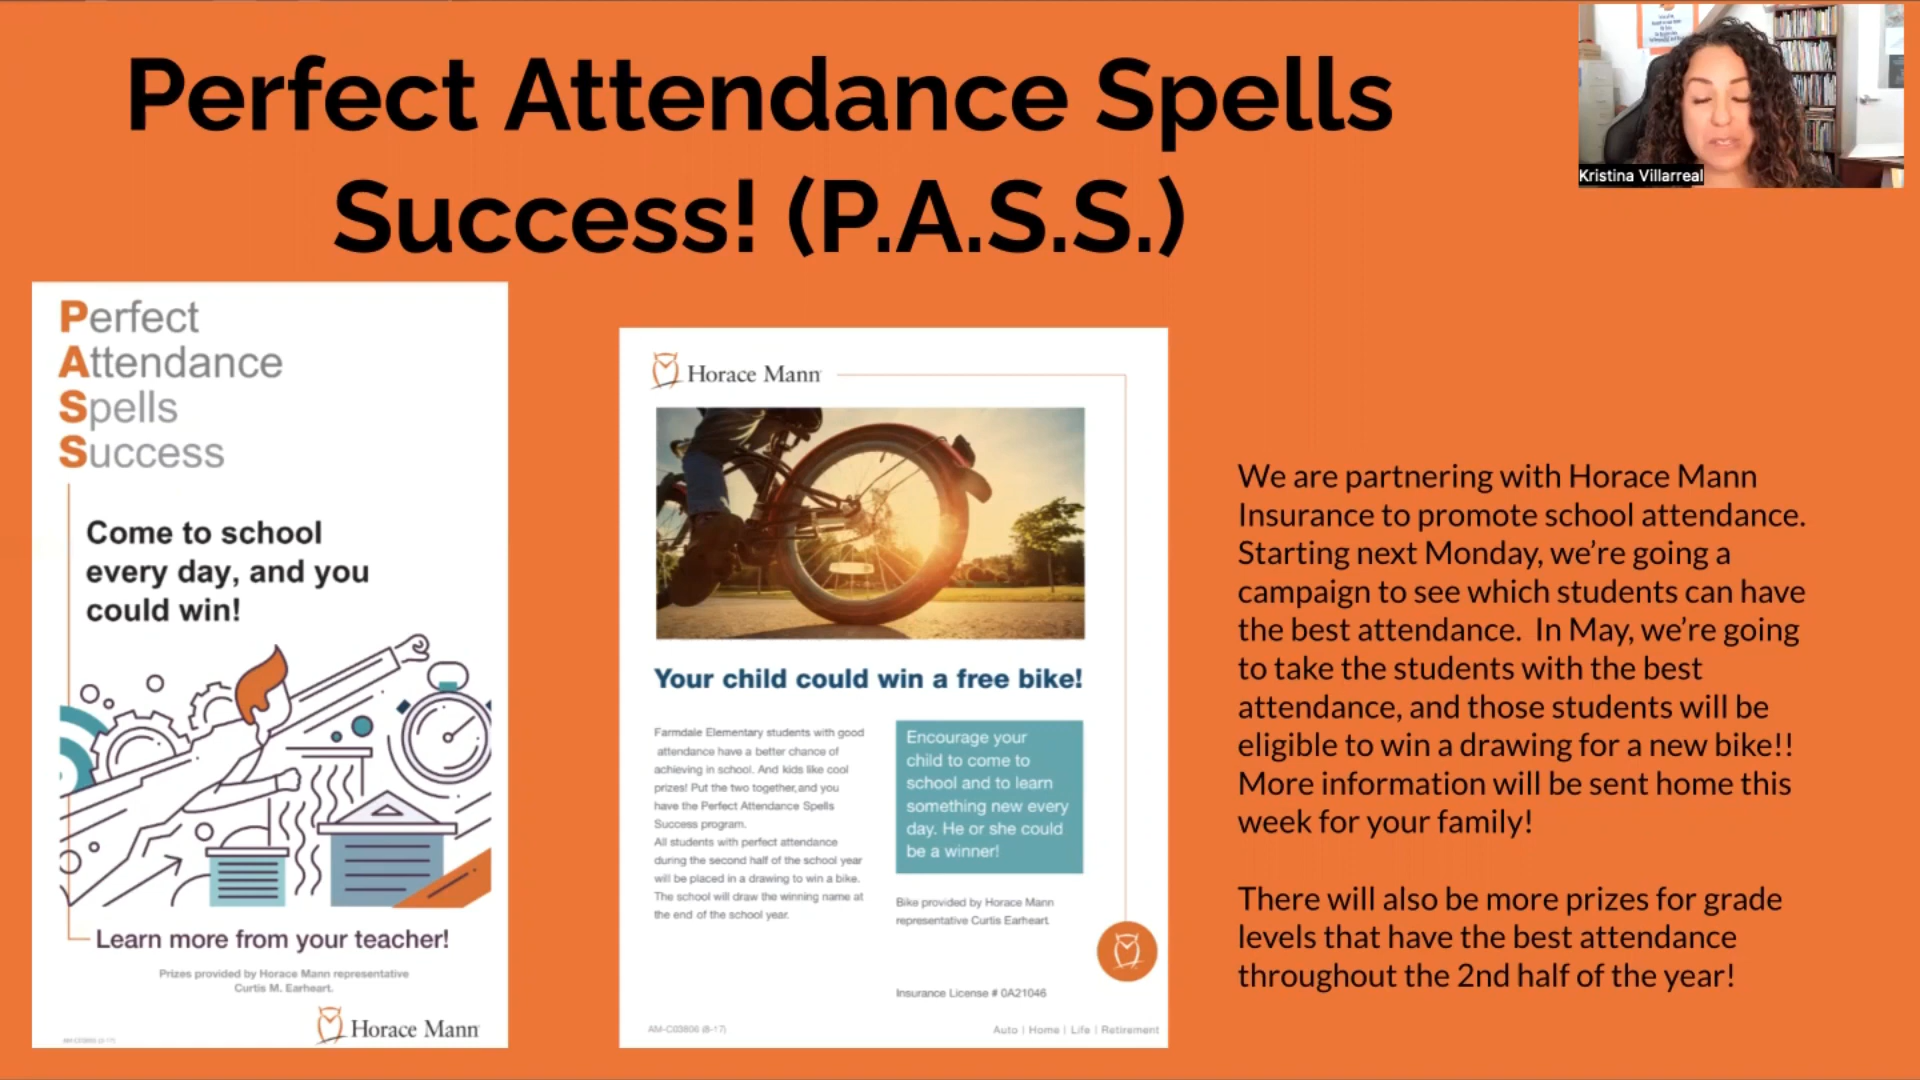 Perfect Attendance Spells
Success! (P.A.S.S.)
Kristina Villarreal
Perfect
Attendance
Spells
Success
Come to school
every day, and you
could win!
Learn more from your teacher!
Prizes provided by Horace Mann representative
Curtis M. Earheart.
Horace Mann
Horace Mann
Your child could win a free bike!
Farmdale Elementary students with good
attendance have a better chance of
achieving in school. And kids like cool
prizes! Put the two together, and you
have the Perfect Attendance Spells
Success program.
All students with perfect attendance
during the second half of the school year
will be placed in a drawing to win a bike.
The school will draw the winning name at
the end of the school year.
Encourage your
child to come to
school and to learn
something new every
day. He or she could
be a winner!
Bike provided by Horace Mann
representative Curtis Earheart
Insurance License # 0A21046
AM-C03806 (8-17)
Auto | Home | Life | Retirement
We are partnering with Horace Mann
Insurance to promote school attendance.
Starting next Monday, we’re going a
campaign to see which students can have
the best attendance.  In May, we’re going
to take the students with the best
attendance, and those students will be
eligible to win a drawing for a new bike!!
More information will be sent home this
week for your family!
There will also be more prizes for grade
levels that have the best attendance
throughout the 2nd half of the year!